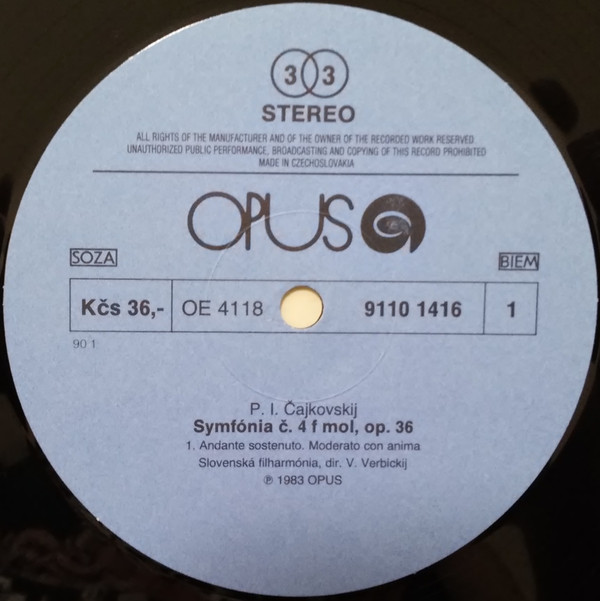 33
STEREO
ALL RIGHTS OF THE MANUFACTURER AND OF THE OWNER OF THE RECORDED WORK RESERVED
UNAUTHORIZED PUBLIC PERFORMANCE, BROADCASTING AND COPYING OF THIS RECORD PROHIBITED
MADE IN CZECHOSLOVAKIA
OPUS
SOZA BIEM
Kčs 36,- OE 4118 9110 1416 1
90 1
P. I. Čajkovskij
Symfónia č. 4 f mol, op. 36
1. Andante sostenuto. Moderato con anima
Slovenská filharmónia, dir. V. Verbickij
℗ 1983 OPUS